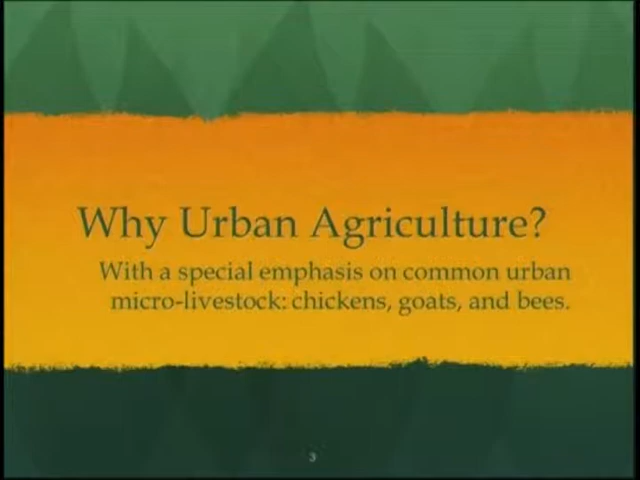 Why Urban Agriculture?
With a special emphasis on common urban
micro-livestock: chickens, goats, and bees.
3